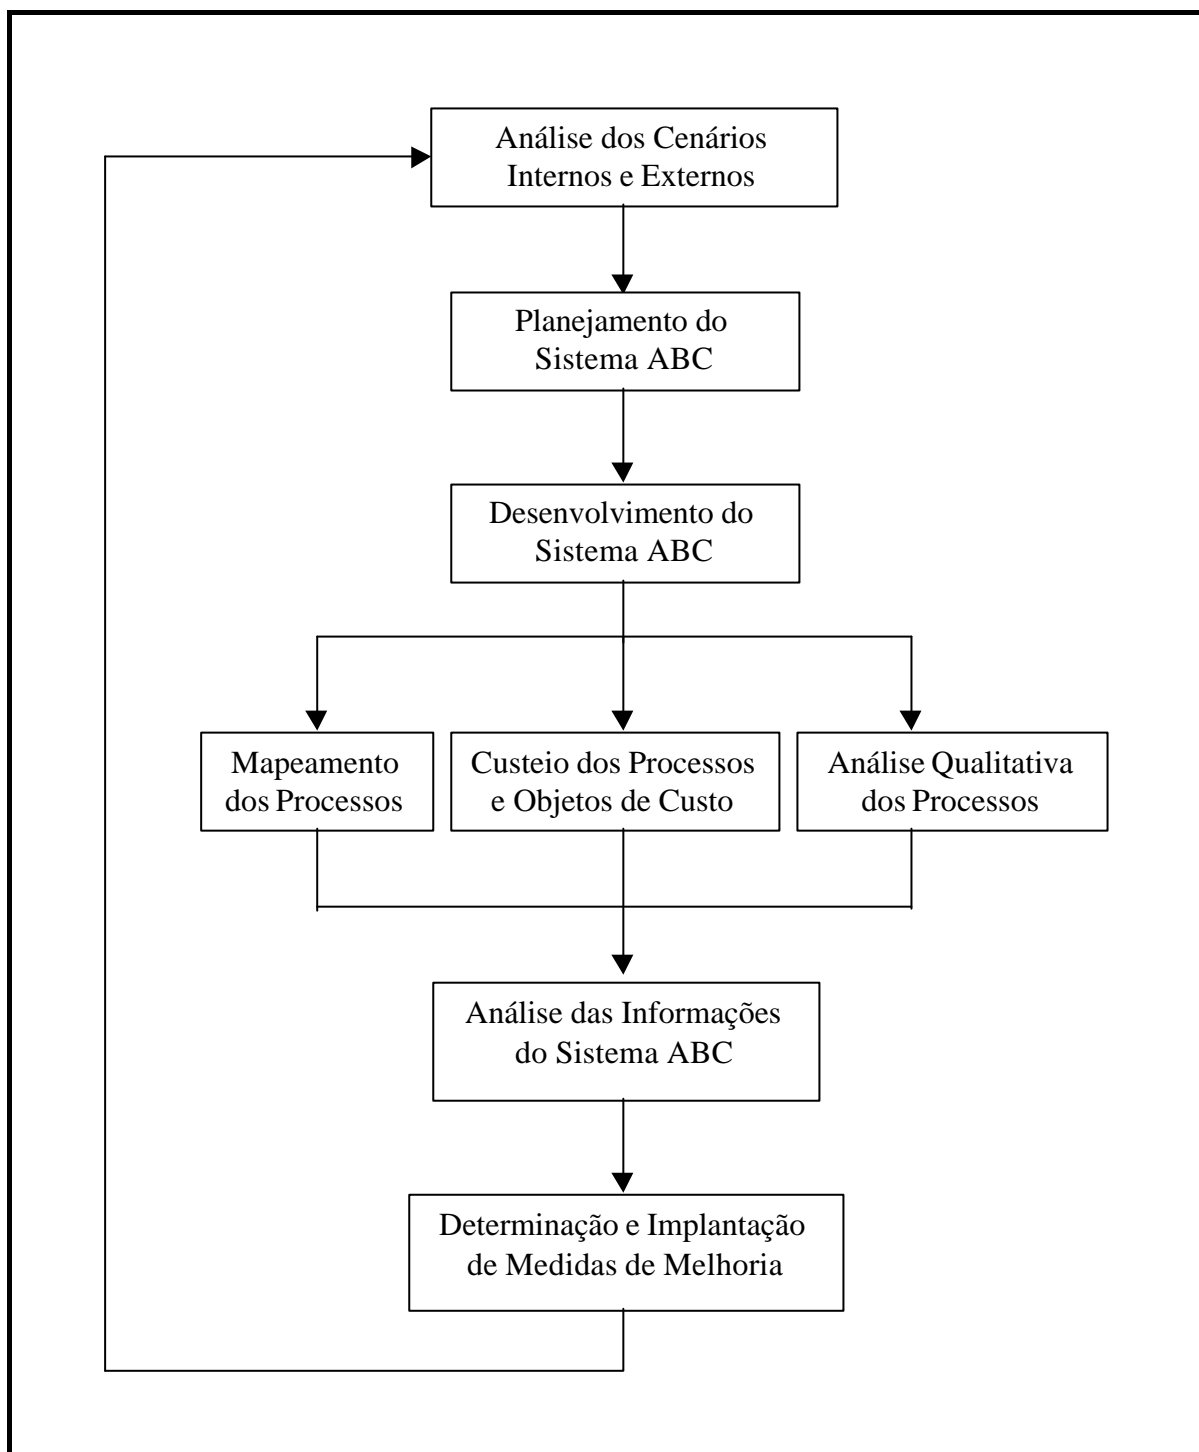 Análise dos Cenários
Internos e Externos
Planejamento do
Sistema ABC
Desenvolvimento do
Sistema ABC
Mapeamento
dos Processos
Custeio dos Processos
e Objetos de Custo
Análise Qualitativa
dos Processos
Análise das Informações
do Sistema ABC
Determinação e Implantação
de Medidas de Melhoria